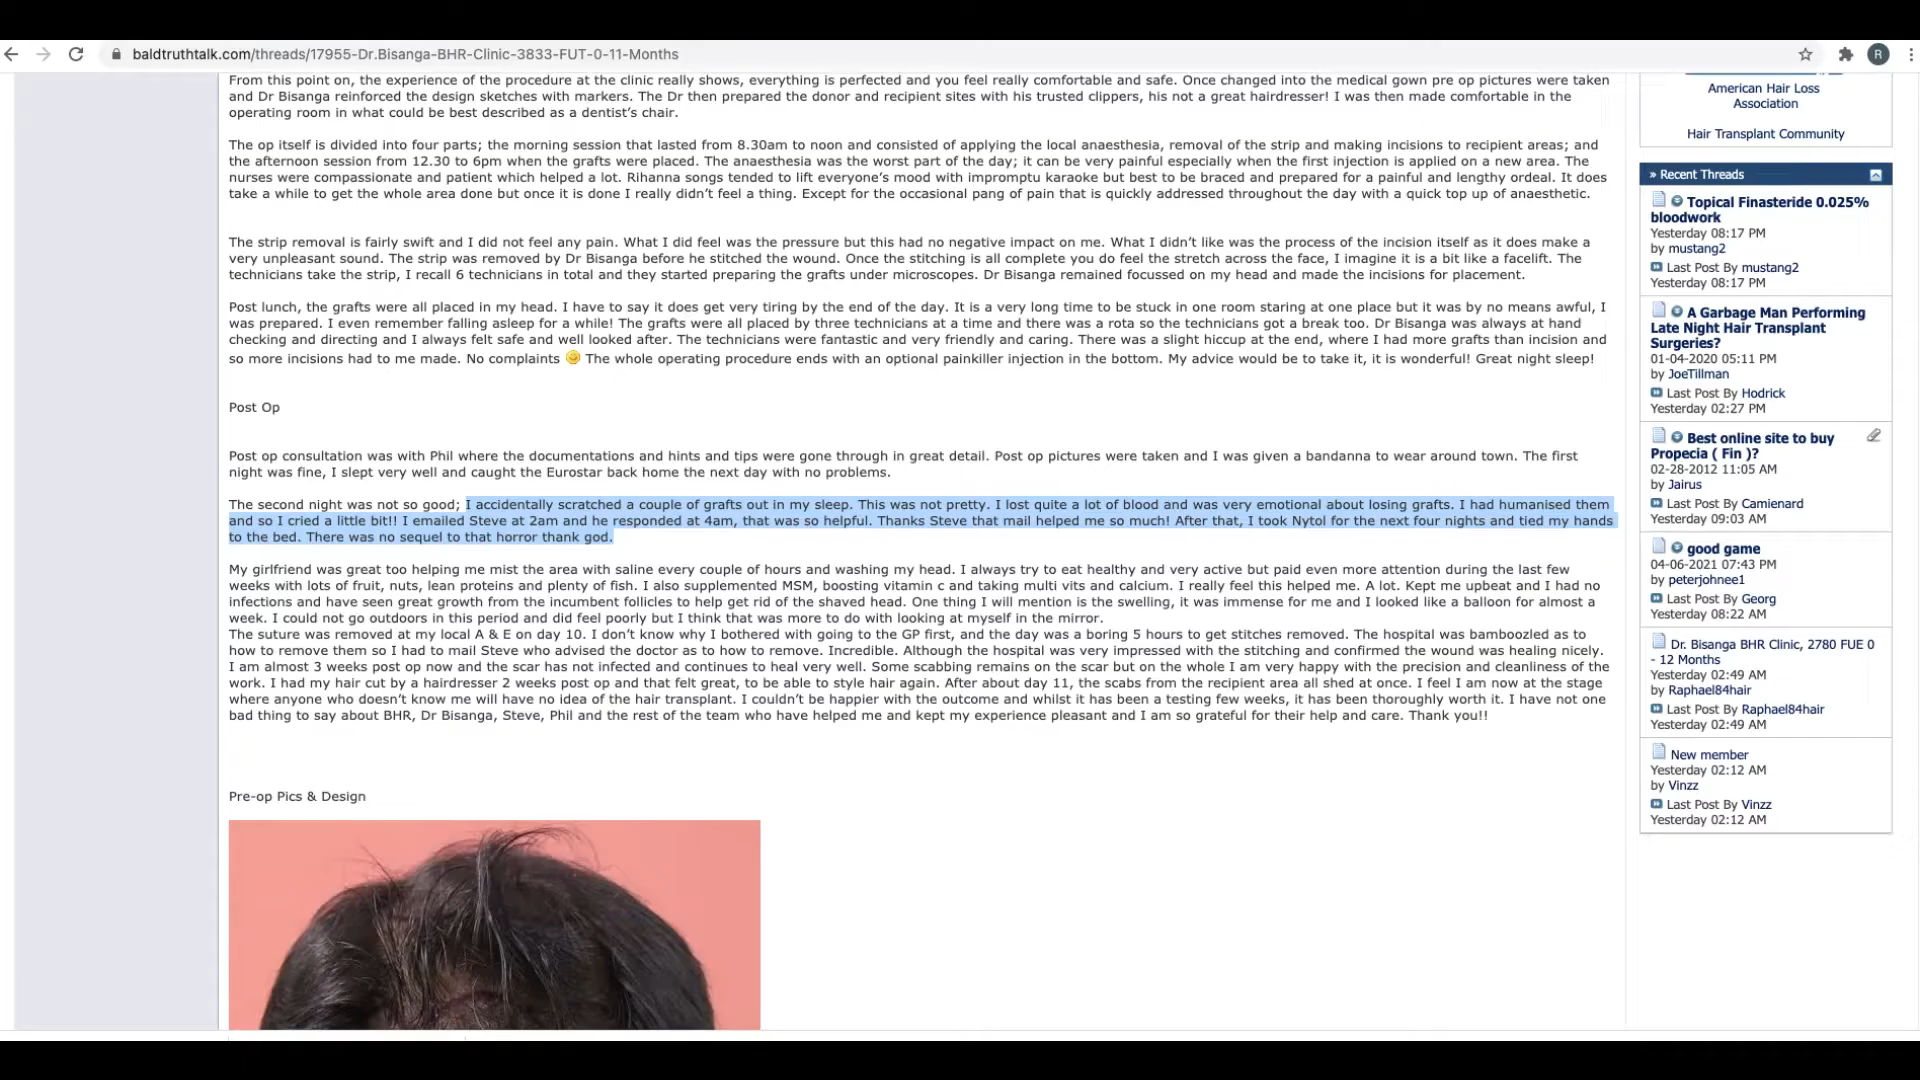 baldtruthtalk.com/threads/17955-Dr.Bisanga-BHR-Clinic-3833-FUT-0-11-Months
R
From this point on, the experience of the procedure at the clinic really shows, everything is perfected and you feel really comfortable and safe. Once changed into the medical gown pre op pictures were taken
and Dr Bisanga reinforced the design sketches with markers. The Dr then prepared the donor and recipient sites with his trusted clippers, his not a great hairdresser! I was then made comfortable in the
operating room in what could be best described as a dentist's chair.
The op itself is divided into four parts; the morning session that lasted from 8.30am to noon and consisted of applying the local anaesthesia, removal of the strip and making incisions to recipient areas; and
the afternoon session from 12.30 to 6pm when the grafts were placed. The anaesthesia was the worst part of the day; it can be very painful especially when the first injection is applied on a new area. The
nurses were compassionate and patient which helped a lot. Rihanna songs tended to lift everyone's mood with impromptu karaoke but best to be braced and prepared for a painful and lengthy ordeal. It does
take a while to get the whole area done but once it is done I really didn't feel a thing. Except for the occasional pang of pain that is quickly addressed throughout the day with a quick top up of anaesthetic.
The strip removal is fairly swift and I did not feel any pain. What I did feel was the pressure but this had no negative impact on me. What I didn't like was the process of the incision itself as it does make a
very unpleasant sound. The strip was removed by Dr Bisanga before he stitched the wound. Once the stitching is all complete you do feel the stretch across the face, I imagine it is a bit like a facelift. The
technicians take the strip, I recall 6 technicians in total and they started preparing the grafts under microscopes. Dr Bisanga remained focussed on my head and made the incisions for placement.
Post lunch, the grafts were all placed in my head. I have to say it does get very tiring by the end of the day. It is a very long time to be stuck in one room staring at one place but it was by no means awful, I
was prepared. I even remember falling asleep for a while! The grafts were all placed by three technicians at a time and there was a rota so the technicians got a break too. Dr Bisanga was always at hand
checking and directing and I always felt safe and well looked after. The technicians were fantastic and very friendly and caring. There was a slight hiccup at the end, where I had more grafts than incision and
so more incisions had to me made. No complaints 🙂 The whole operating procedure ends with an optional painkiller injection in the bottom. My advice would be to take it, it is wonderful! Great night sleep!
Post Op
Post op consultation was with Phil where the documentations and hints and tips were gone through in great detail. Post op pictures were taken and I was given a bandanna to wear around town. The first
night was fine, I slept very well and caught the Eurostar back home the next day with no problems.
The second night was not so good; I accidentally scratched a couple of grafts out in my sleep. This was not pretty. I lost quite a lot of blood and was very emotional about losing grafts. I had humanised them
and so I cried a little bit!! I emailed Steve at 2am and he responded at 4am, that was so helpful. Thanks Steve that mail helped me so much! After that, I took Nytol for the next four nights and tied my hands
to the bed. There was no sequel to that horror thank god.
My girlfriend was great too helping me mist the area with saline every couple of hours and washing my head. I always try to eat healthy and very active but paid even more attention during the last few
weeks with lots of fruit, nuts, lean proteins and plenty of fish. I also supplemented MSM, boosting vitamin c and taking multi vits and calcium. I really feel this helped me. A lot. Kept me upbeat and I had no
infections and have seen great growth from the incumbent follicles to help get rid of the shaved head. One thing I will mention is the swelling, it was immense for me and I looked like a balloon for almost a
week. I could not go outdoors in this period and did feel poorly but I think that was more to do with looking at myself in the mirror.
The suture was removed at my local A & E on day 10. I don't know why I bothered with going to the GP first, and the day was a boring 5 hours to get stitches removed. The hospital was bamboozled as to
how to remove them so I had to mail Steve who advised the doctor as to how to remove. Incredible. Although the hospital was very impressed with the stitching and confirmed the wound was healing nicely.
I am almost 3 weeks post op now and the scar has not infected and continues to heal very well. Some scabbing remains on the scar but on the whole I am very happy with the precision and cleanliness of the
work. I had my hair cut by a hairdresser 2 weeks post op and that felt great, to be able to style hair again. After about day 11, the scabs from the recipient area all shed at once. I feel I am now at the stage
where anyone who doesn't know me will have no idea of the hair transplant. I couldn't be happier with the outcome and whilst it has been a testing few weeks, it has been thoroughly worth it. I have not one
bad thing to say about BHR, Dr Bisanga, Steve, Phil and the rest of the team who have helped me and kept my experience pleasant and I am so grateful for their help and care. Thank you!!
Pre-op Pics & Design
American Hair Loss
Association
Hair Transplant Community
» Recent Threads
Topical Finasteride 0.025%
bloodwork
Yesterday 08:17 PM
by mustang2
Last Post By mustang2
Yesterday 08:17 PM
A Garbage Man Performing
Late Night Hair Transplant
Surgeries?
01-04-2020 05:11 PM
by JoeTillman
Last Post By Hodrick
Yesterday 02:27 PM
Best online site to buy
Propecia ( Fin )?
02-28-2012 11:05 AM
by Jairus
Last Post By Camienard
Yesterday 09:03 AM
good game
04-06-2021 07:43 PM
by peterjohnee1
Last Post By Georg
Yesterday 08:22 AM
Dr. Bisanga BHR Clinic, 2780 FUE 0
- 12 Months
Yesterday 02:49 AM
by Raphael84hair
Last Post By Raphael84hair
Yesterday 02:49 AM
New member
Yesterday 02:12 AM
by Vinzz
Last Post By Vinzz
Yesterday 02:12 AM